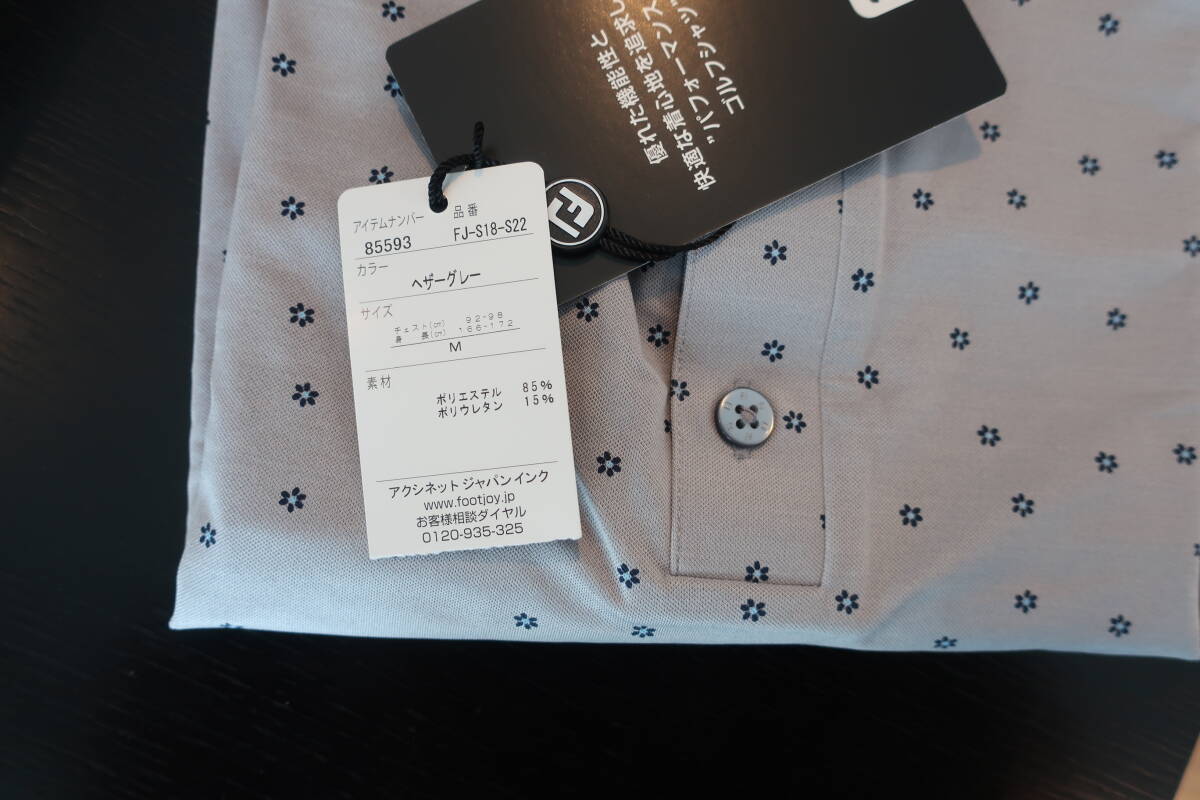 優れた機能性と
快適な着心地を追求し
"パフォーマンス
ゴルフシャツ
FJ
アイテムナンバー 品番
85593 FJ-S18-S22
カラー
ヘザーグレー
サイズ
チェスト(cm) 92-98
身 長(cm) 166-172
M
素材
ポリエステル 85%
ポリウレタン 15%
アクシネット ジャパン インク
www.footjoy.jp
お客様相談ダイヤル
0120-935-325